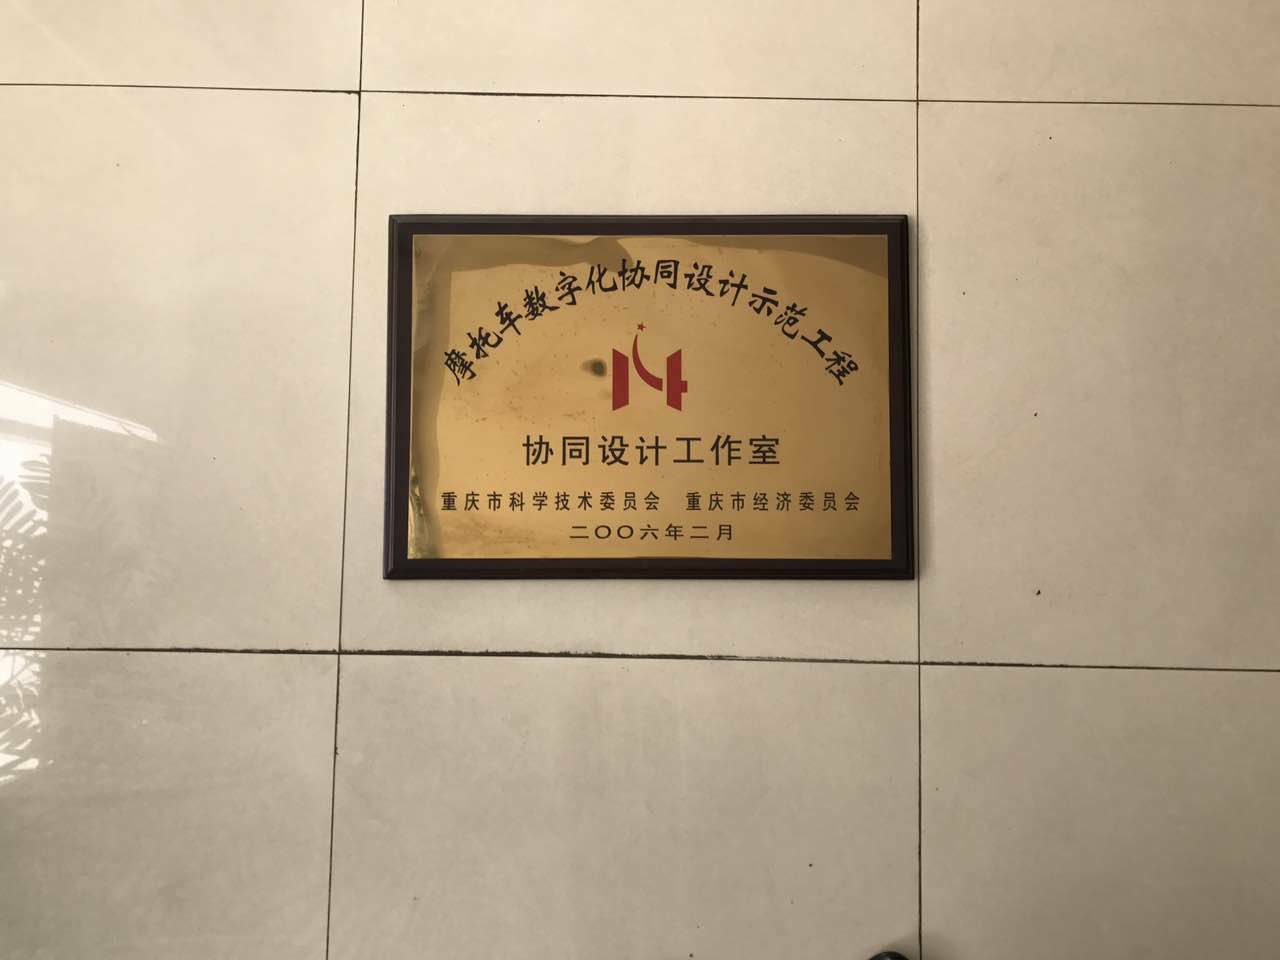 摩托车数字化协同设计示范工程
协同设计工作室
重庆市科学技术委员会 重庆市经济委员会
二〇〇六年二月